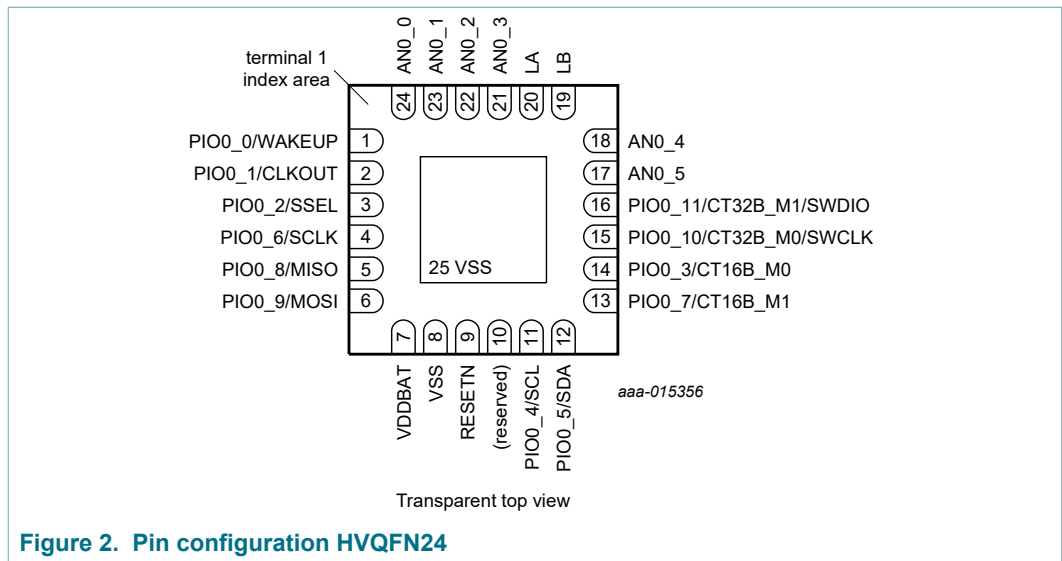 AN0_0
AN0_1
AN0_2
AN0_3
LA
LB
terminal 1
index area
24
23
22
21
20
19
PIO0_0/WAKEUP 1
PIO0_1/CLKOUT 2
PIO0_2/SSEL 3
PIO0_6/SCLK 4
PIO0_8/MISO 5
PIO0_9/MOSI 6
18 AN0_4
17 AN0_5
16 PIO0_11/CT32B_M1/SWDIO
15 PIO0_10/CT32B_M0/SWCLK
14 PIO0_3/CT16B_M0
13 PIO0_7/CT16B_M1
25 VSS
7
8
9
10
11
12
VDDBAT
VSS
RESETN
(reserved)
PIO0_4/SCL
PIO0_5/SDA
aaa-015356
Transparent top view
Figure 2. Pin configuration HVQFN24